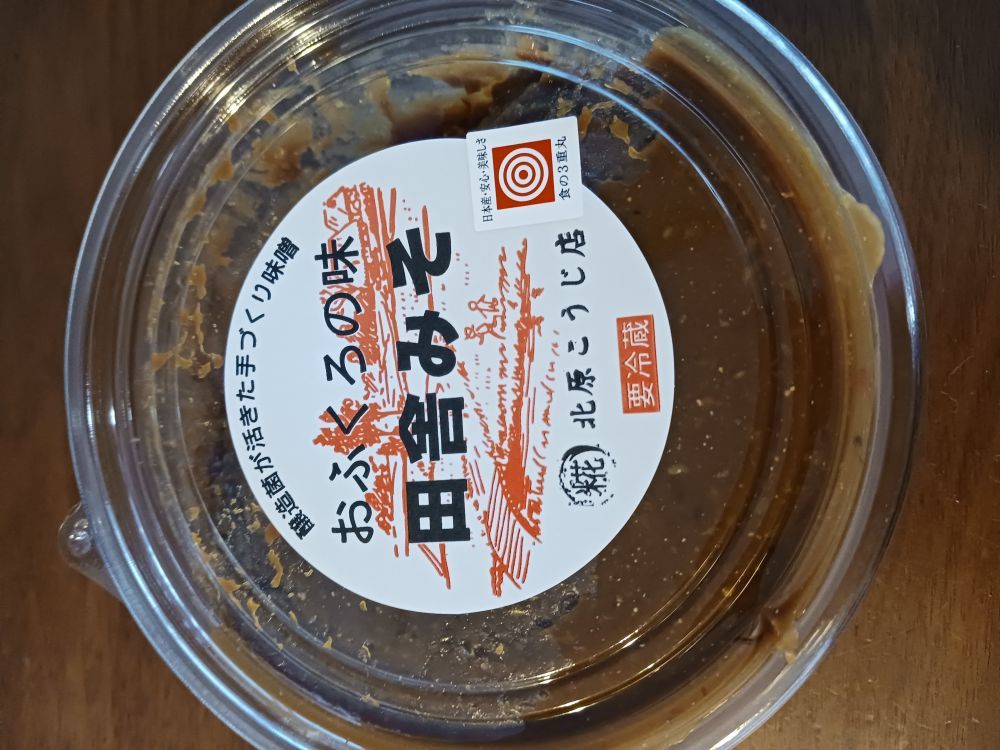 醸造菌が活きた手づくり味噌
おふくろの味
田舎みそ
日本産・安心・美味しさ
食の3重丸
糀
北原こうじ店
要冷蔵